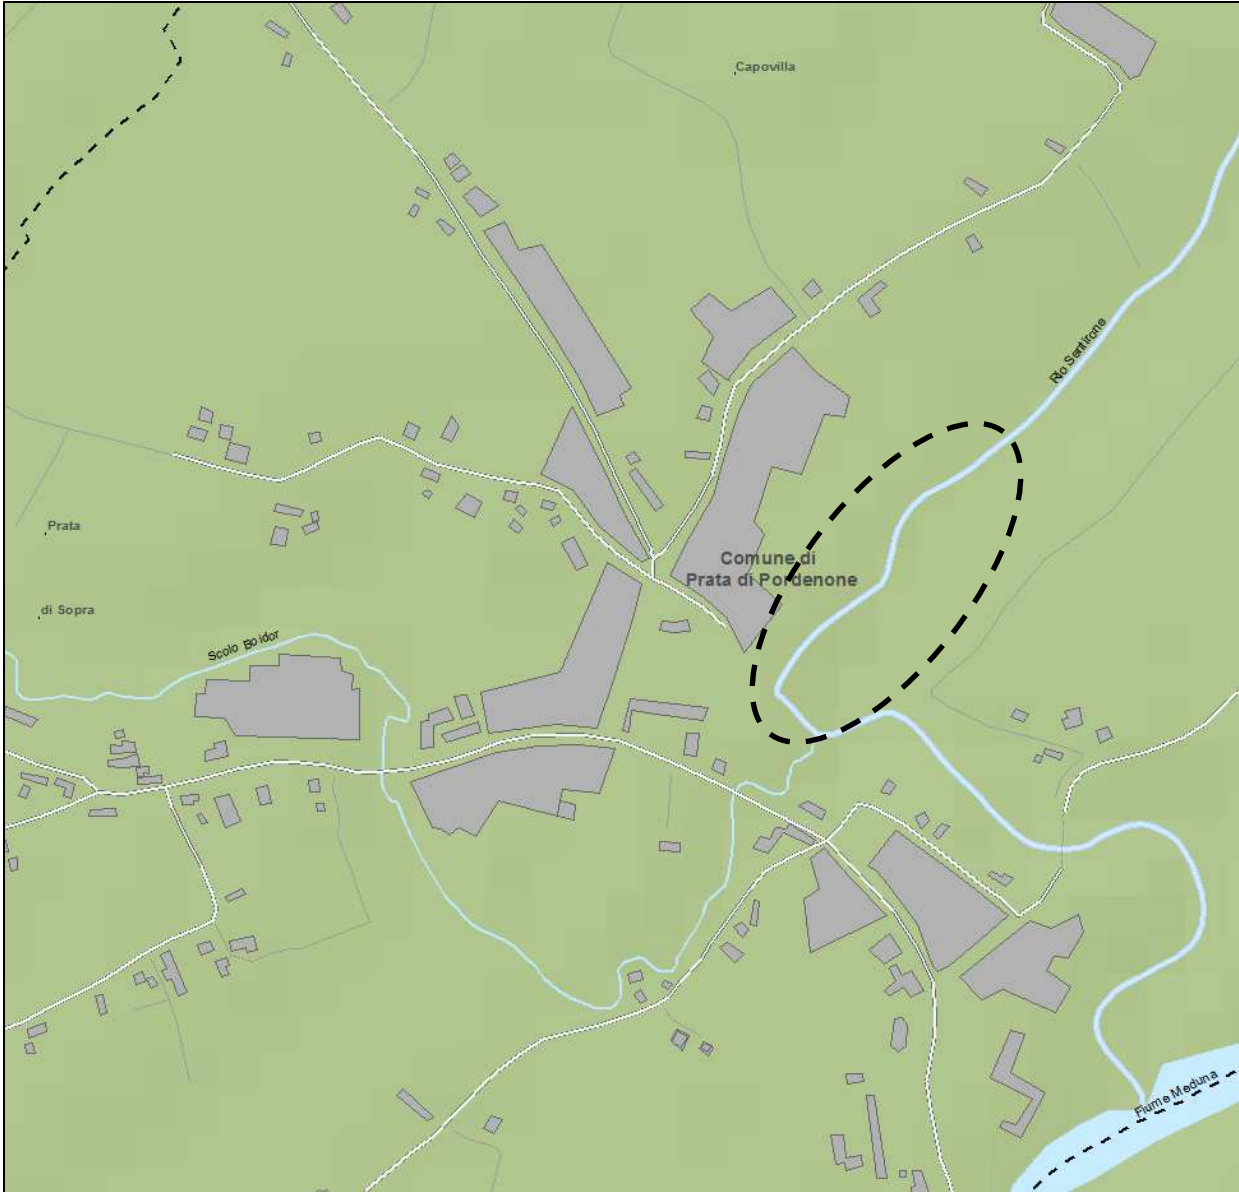 Capovilla
Rio Sentirone
Prata
Comune di
Prata di Pordenone
di Sopra
Scolo Boidor
Fiume Meduna